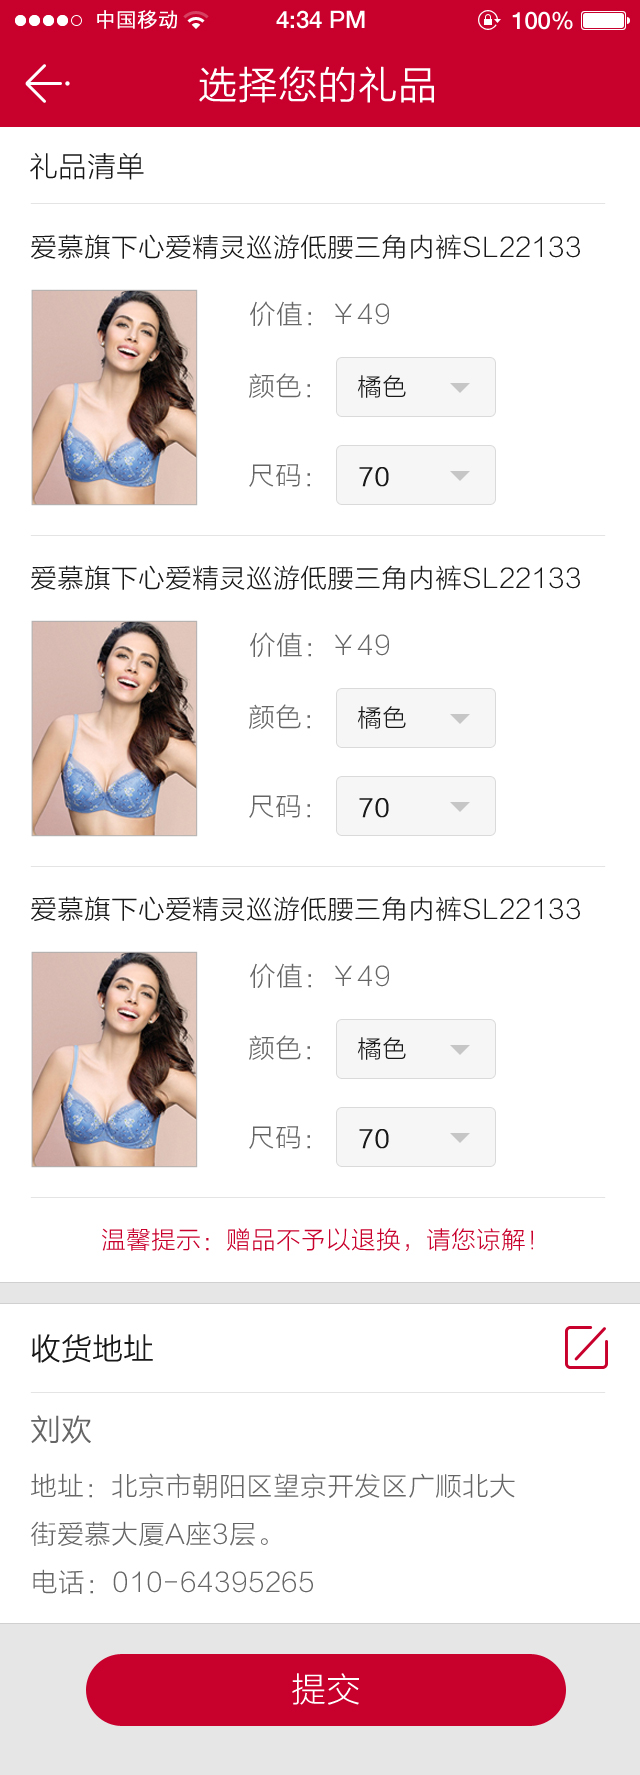 中国移动 4:34 PM 100%
选择您的礼品
礼品清单
爱慕旗下心爱精灵巡游低腰三角内裤SL22133
价值：￥49
颜色： 橘色
尺码： 70
爱慕旗下心爱精灵巡游低腰三角内裤SL22133
价值：￥49
颜色： 橘色
尺码： 70
爱慕旗下心爱精灵巡游低腰三角内裤SL22133
价值：￥49
颜色： 橘色
尺码： 70
温馨提示：赠品不予以退换，请您谅解！
收货地址
刘欢
地址：北京市朝阳区望京开发区广顺北大
街爱慕大厦A座3层。
电话：010-64395265
提交